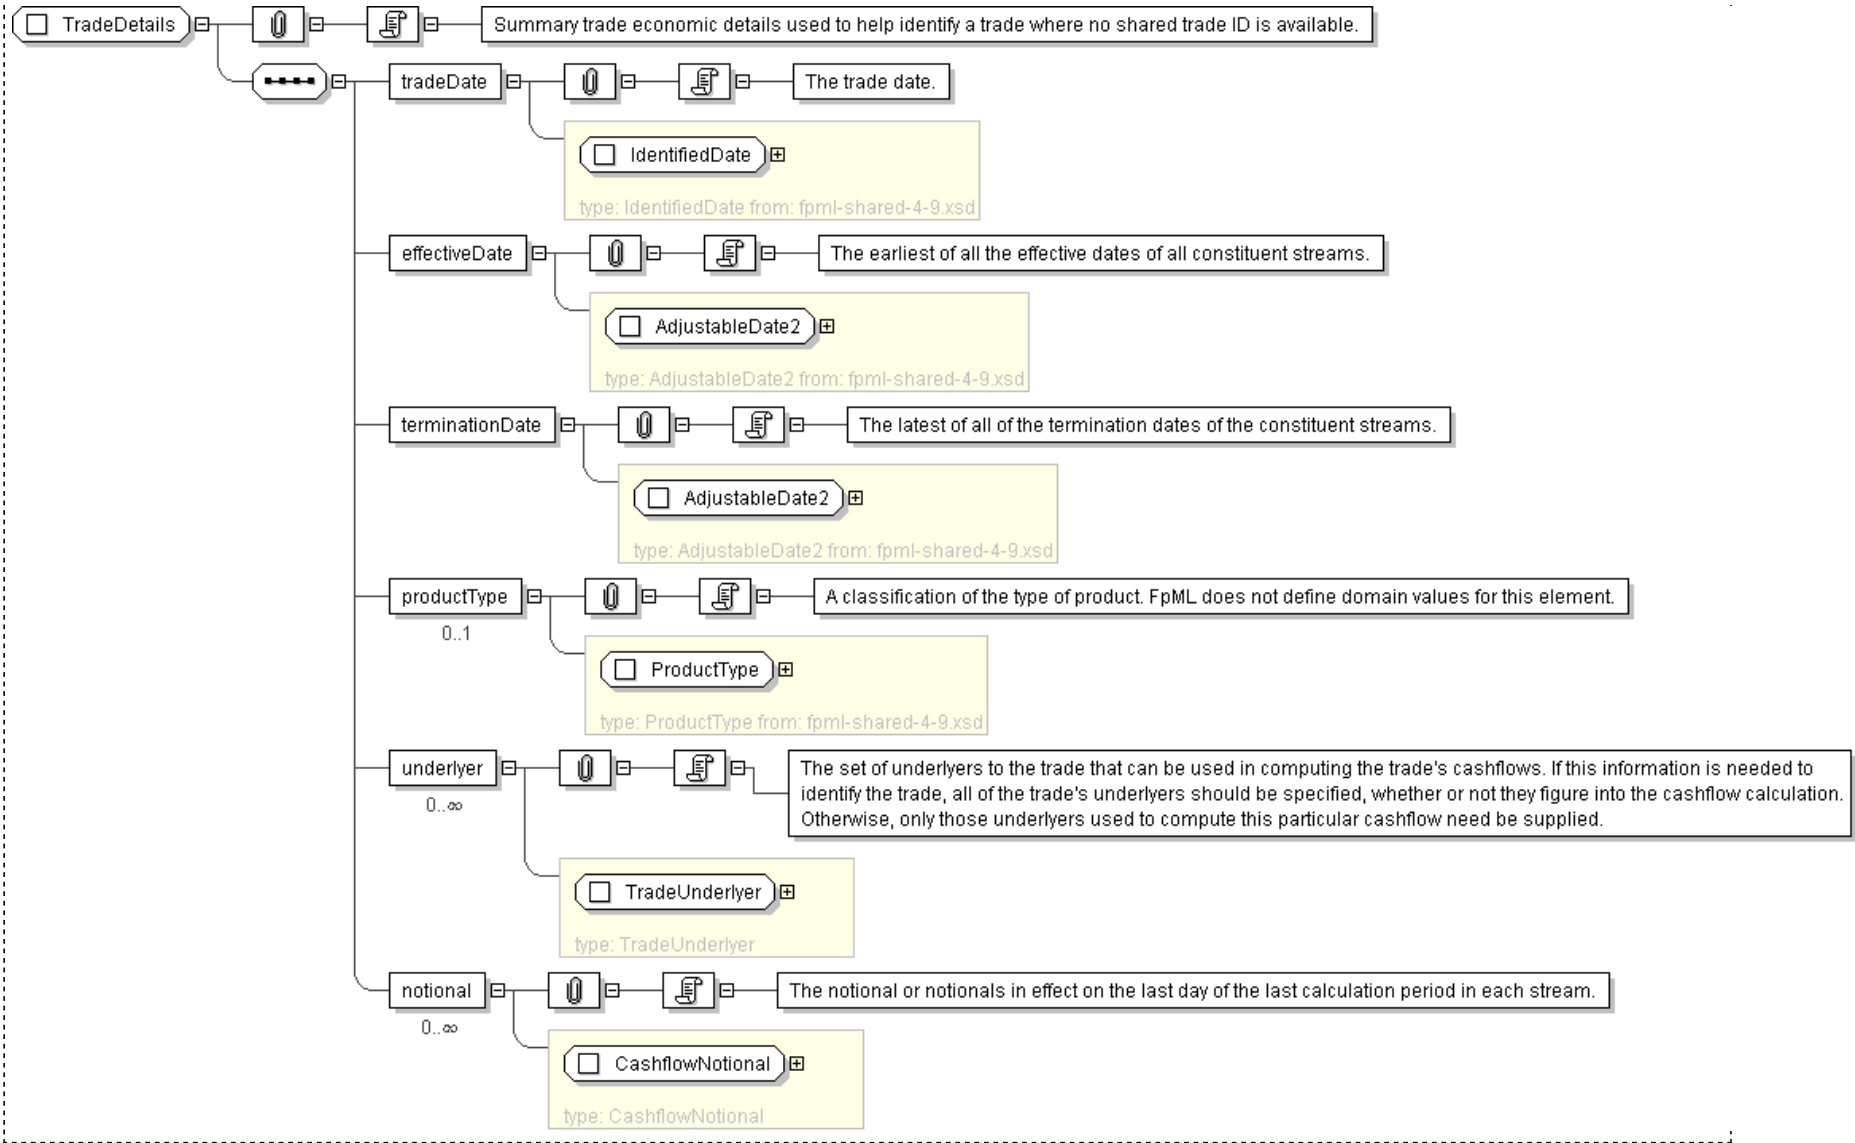 TradeDetails
Summary trade economic details used to help identify a trade where no shared trade ID is available.
tradeDate
The trade date.
IdentifiedDate
type: IdentifiedDate from: fpml-shared-4-9.xsd
effectiveDate
The earliest of all the effective dates of all constituent streams.
AdjustableDate2
type: AdjustableDate2 from: fpml-shared-4-9.xsd
terminationDate
The latest of all of the termination dates of the constituent streams.
AdjustableDate2
type: AdjustableDate2 from: fpml-shared-4-9.xsd
productType
A classification of the type of product. FpML does not define domain values for this element.
0..1
ProductType
type: ProductType from: fpml-shared-4-9.xsd
underlyer
The set of underlyers to the trade that can be used in computing the trade's cashflows. If this information is needed to
identify the trade, all of the trade's underlyers should be specified, whether or not they figure into the cashflow calculation.
Otherwise, only those underlyers used to compute this particular cashflow need be supplied.
0..∞
TradeUnderlyer
type: TradeUnderlyer
notional
The notional or notionals in effect on the last day of the last calculation period in each stream.
0..∞
CashflowNotional
type: CashflowNotional